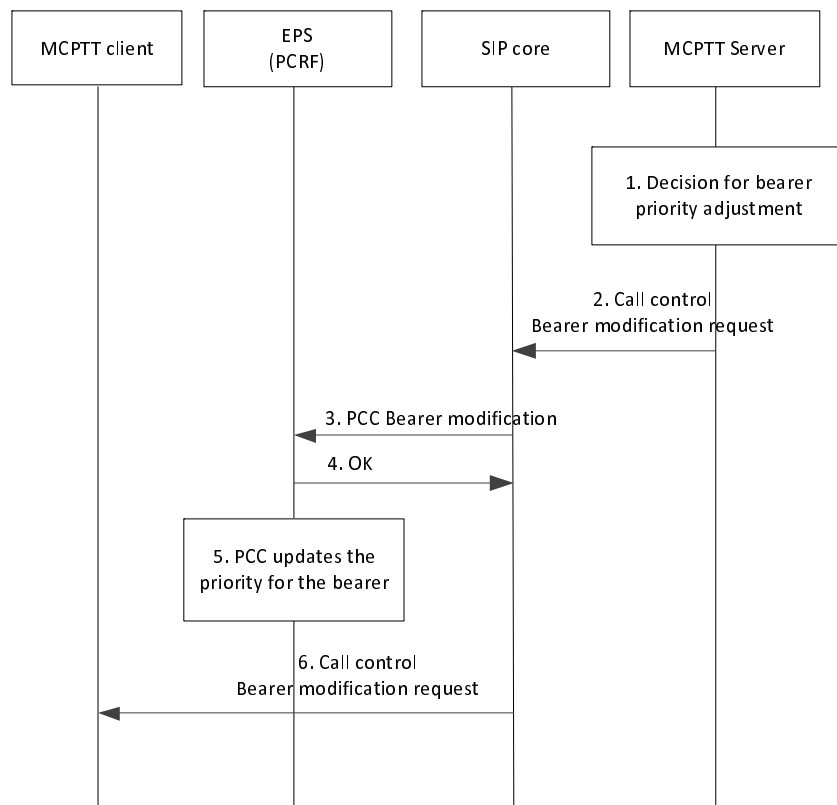 MCPTT client
EPS
(PCRF)
SIP core
MCPTT Server
1. Decision for bearer
priority adjustment
2. Call control
Bearer modification request
3. PCC Bearer modification
4. OK
5. PCC updates the
priority for the bearer
6. Call control
Bearer modification request